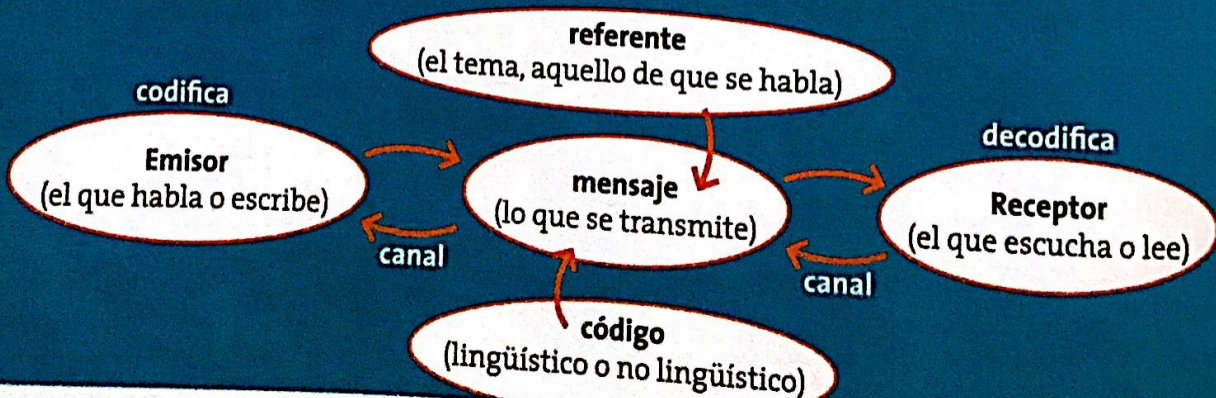 referente
(el tema, aquello de que se habla)
codifica
Emisor
(el que habla o escribe)
mensaje
(lo que se transmite)
decodifica
Receptor
(el que escucha o lee)
canal
canal
código
(lingüístico o no lingüístico)